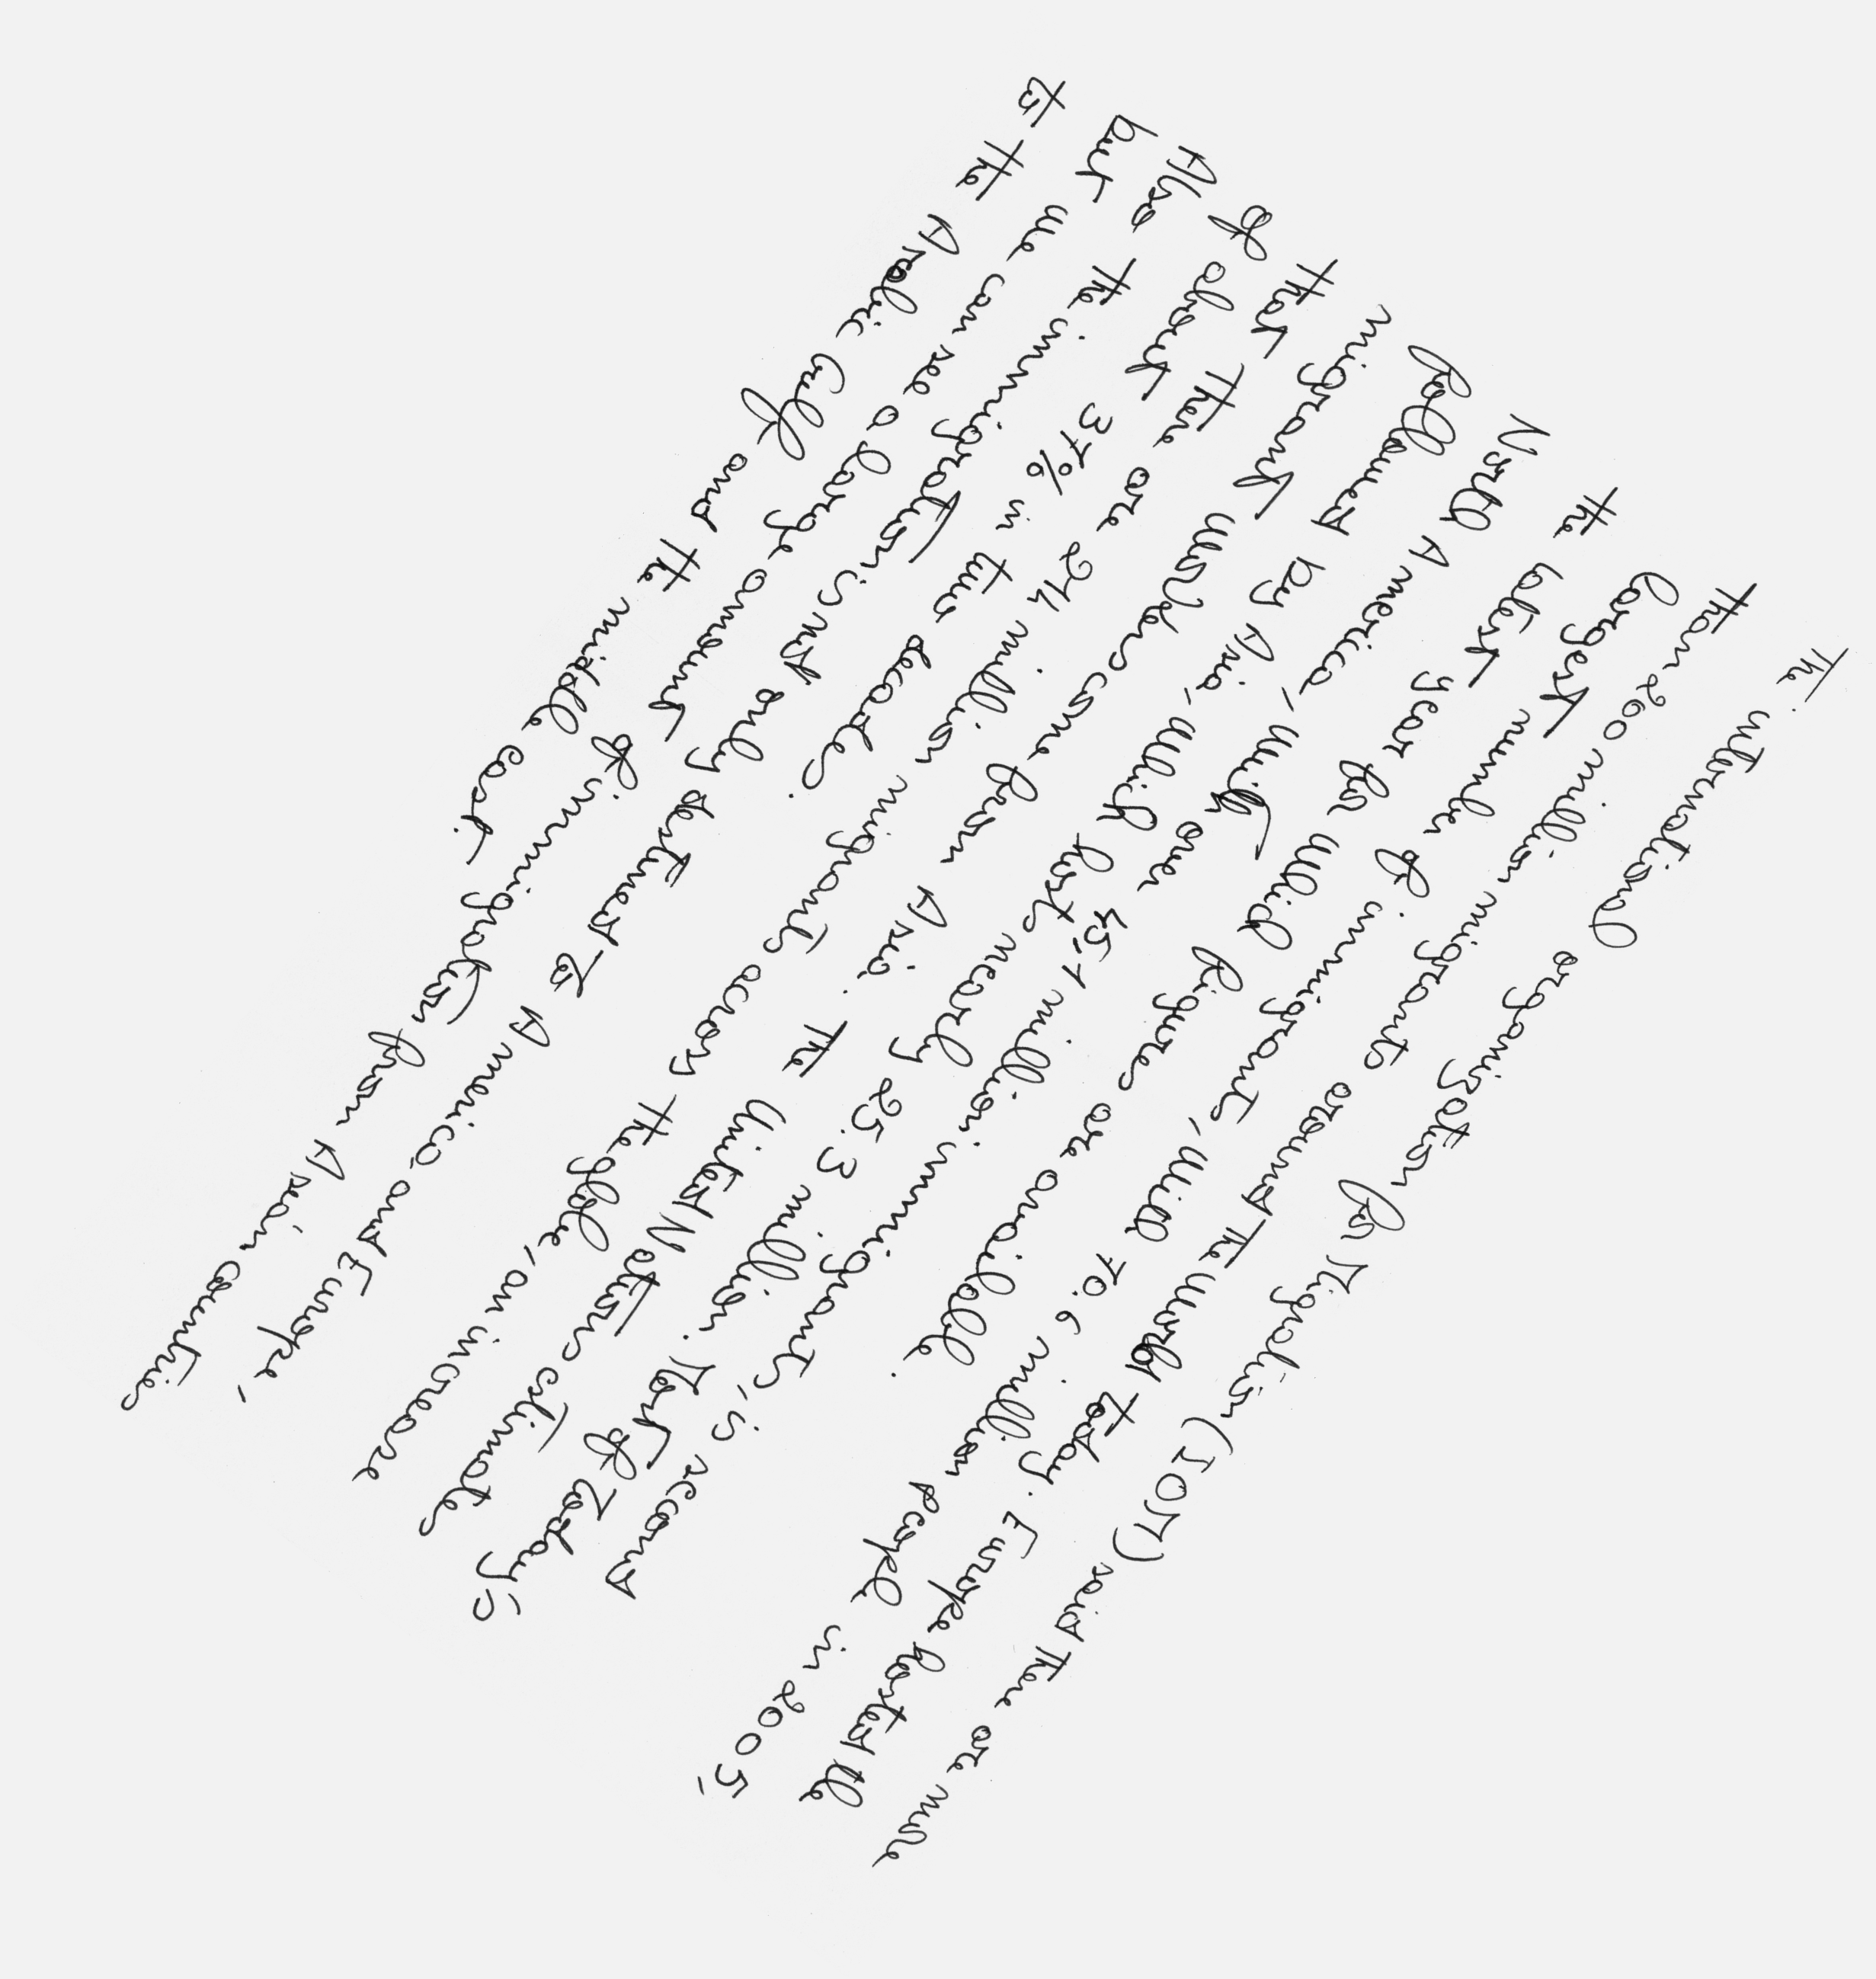 The international organization for Migration (IOM) said there are more
than 200 million migrants around the world today. Europe hosted the
largest number of immigrants, with 70.6 million people in 2005,
the latest year for which figures are available.
North America, with over 45,1 million immigrants, is second
followed by Asia, which hosts nearly 25.3 million. Most of today's
migrant workers come from Asia. The United Nations estimates
that there are 214 million migrants across the globe, an increase
of about 37% in two decades.
Also the immigration is not only destined to America and Europe,
but we can see a large amount of immigration from Asian countries
to the Arabic Gulf and the middle east.